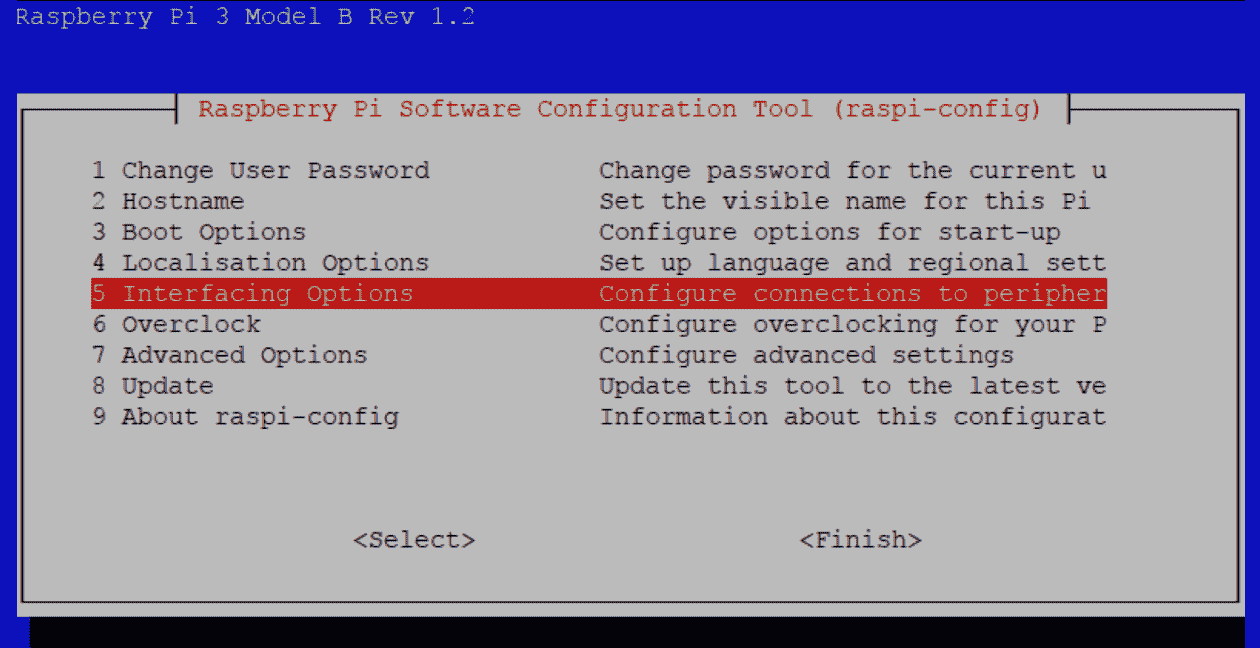 Raspberry Pi 3 Model B Rev 1.2
Raspberry Pi Software Configuration Tool (raspi-config)
1 Change User Password Change password for the current u
2 Hostname Set the visible name for this Pi
3 Boot Options Configure options for start-up
4 Localisation Options Set up language and regional sett
5 Interfacing Options Configure connections to peripher
6 Overclock Configure overclocking for your P
7 Advanced Options Configure advanced settings
8 Update Update this tool to the latest ve
9 About raspi-config Information about this configurat
<Select> <Finish>